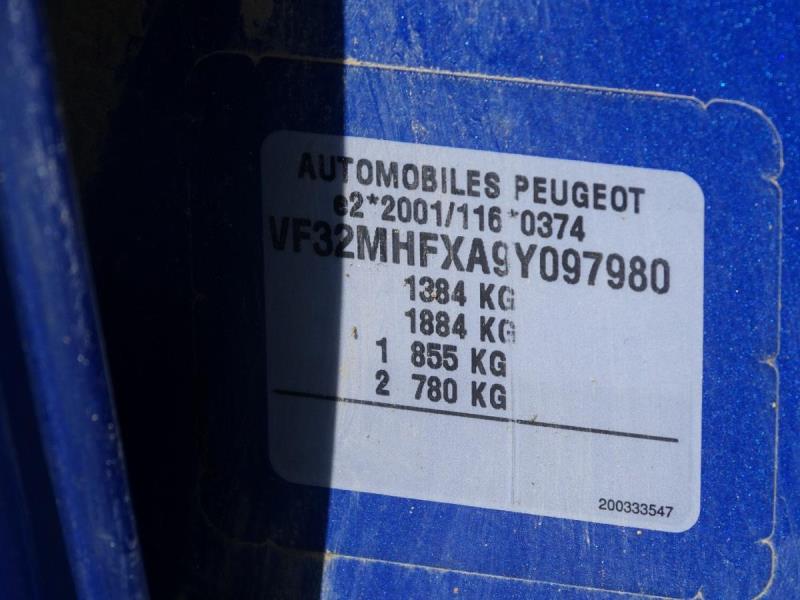 AUTOMOBILES PEUGEOT
e2*2001/116*0374
VF32MHFXA9Y097980
1384 KG
1884 KG
1 855 KG
2 780 KG
200333547